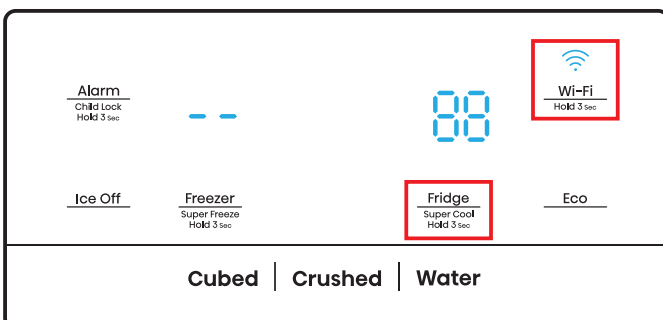 Alarm
Child Lock
Hold 3 Sec
- -
88
Wi-Fi
Hold 3 Sec
Ice Off
Freezer
Super Freeze
Hold 3 Sec
Fridge
Super Cool
Hold 3 Sec
Eco
Cubed | Crushed | Water